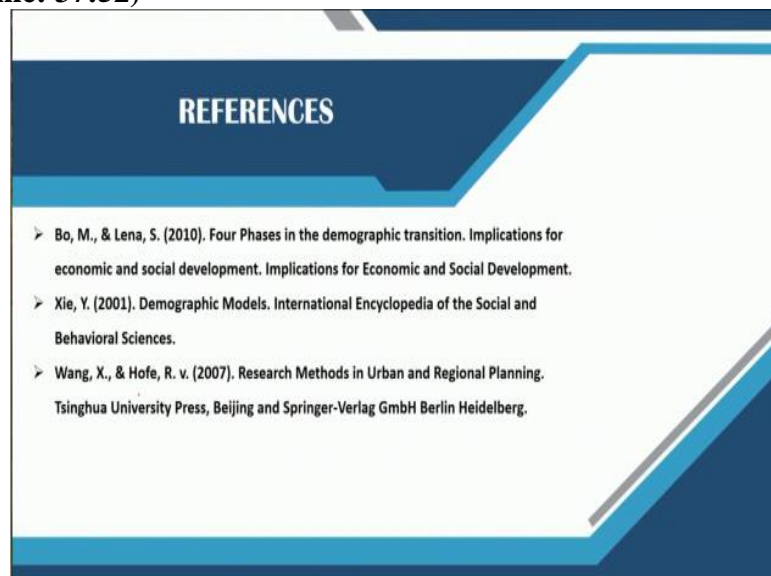 37:52)
REFERENCES
➢ Bo, M., & Lena, S. (2010). Four Phases in the demographic transition. Implications for
economic and social development. Implications for Economic and Social Development.
➢ Xie, Y. (2001). Demographic Models. International Encyclopedia of the Social and
Behavioral Sciences.
➢ Wang, X., & Hofe, R. v. (2007). Research Methods in Urban and Regional Planning.
Tsinghua University Press, Beijing and Springer-Verlag GmbH Berlin Heidelberg.